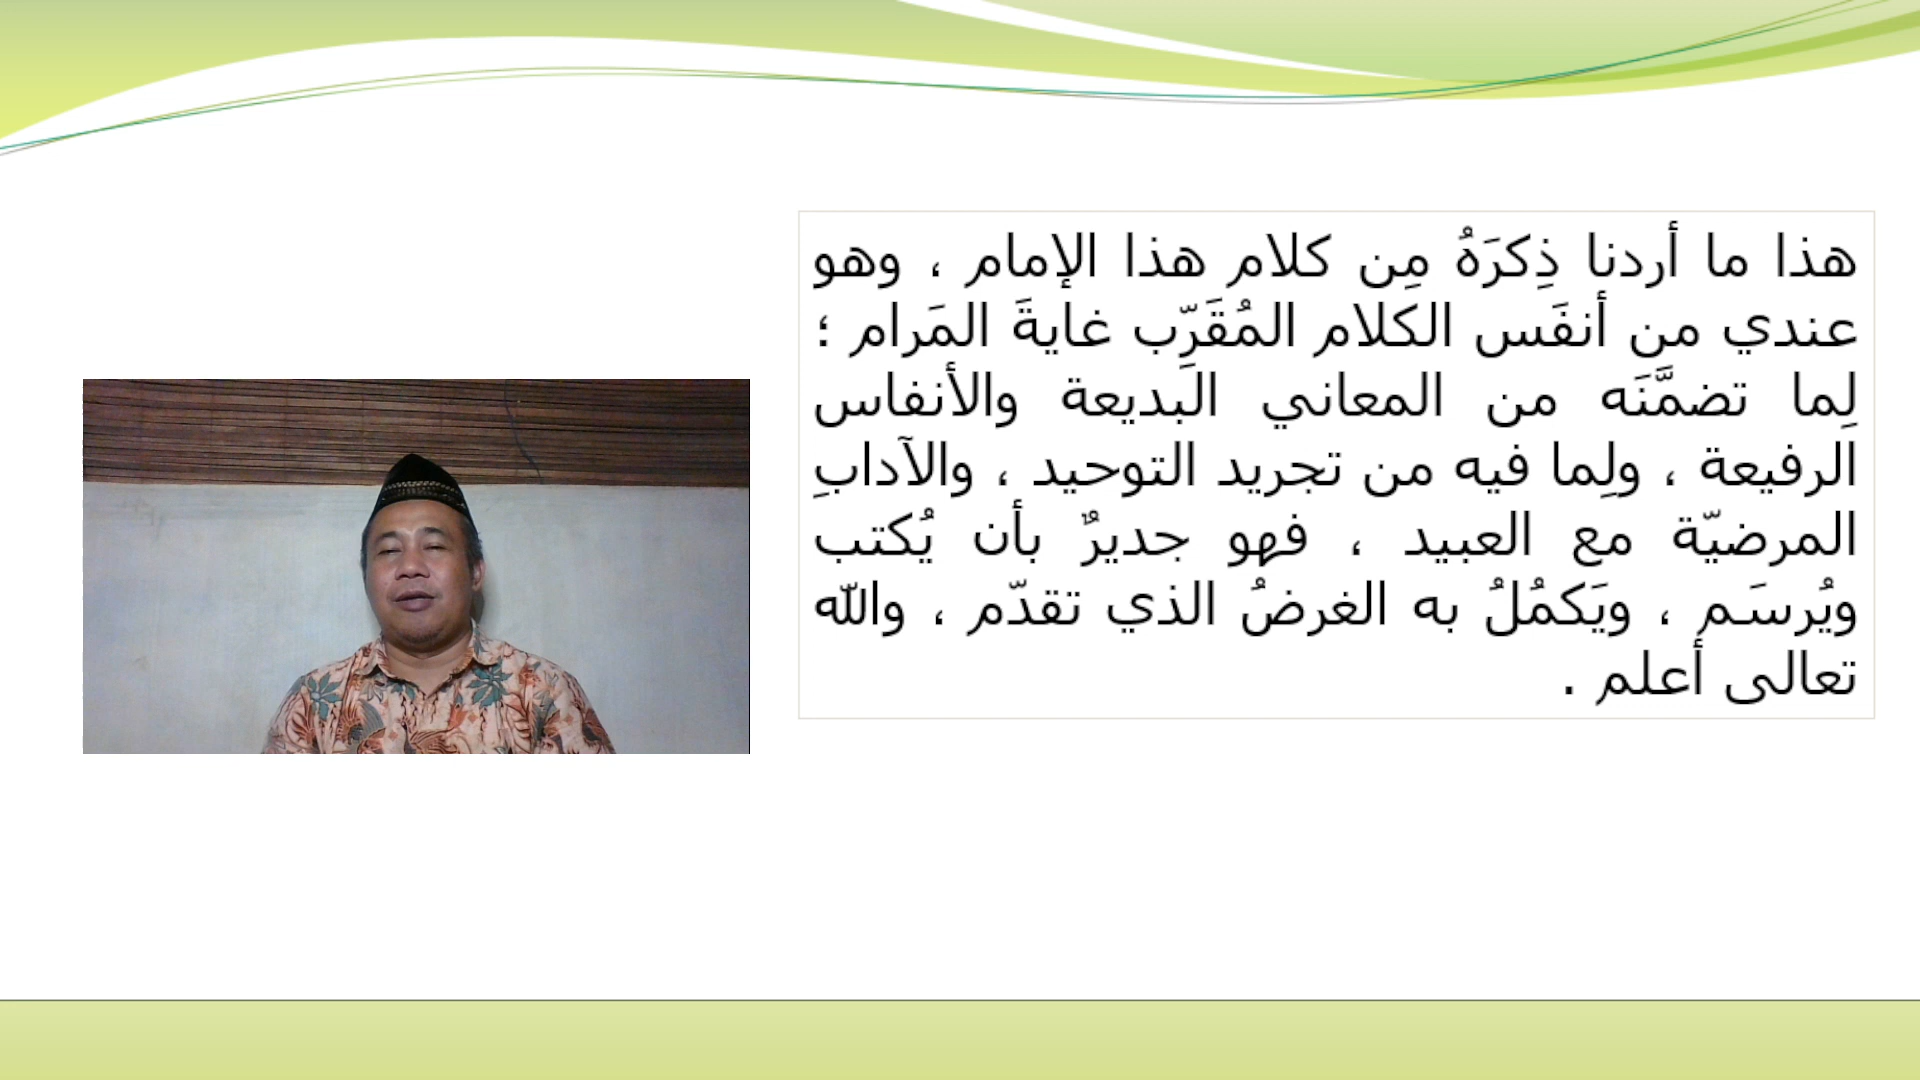 هذا ما أردنا ذِكرَهُ مِن كلام هذا الإمام ، وهو
عندي من أنفَس الكلام المُقَرِّب غايةَ المَرام ؛
لِما تضمَّنَه من المعاني البديعة والأنفاس
الرفيعة ، ولِما فيه من تجريد التوحيد ، والآدابِ
المرضيّة مع العبيد ، فهو جديرٌ بأن يُكتب
ويُرسَـم ، ويَكمُلُ به الغرضُ الذي تقدّم ، والله
تعالى أعلم .